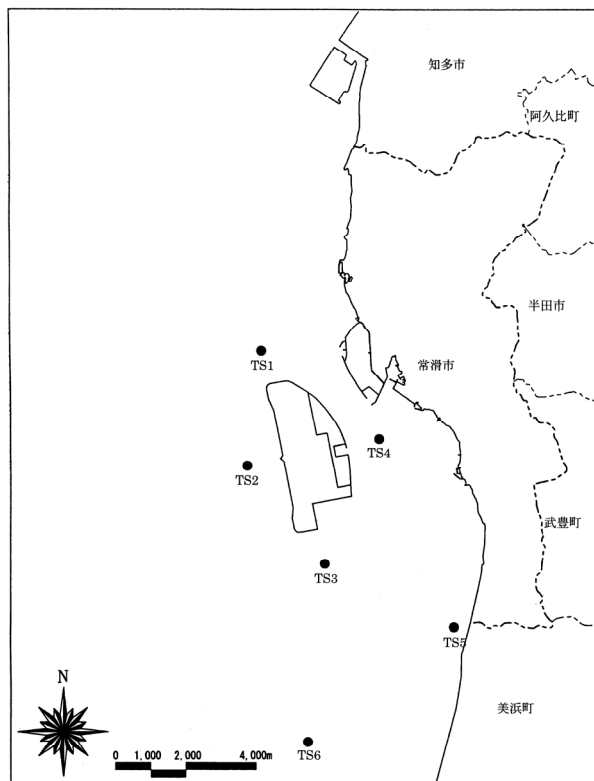 知多市
阿久比町
半田市
TS1
常滑市
TS4
TS2
武豊町
TS3
TS5
N
美浜町
TS6
0 1,000 2,000 4,000m